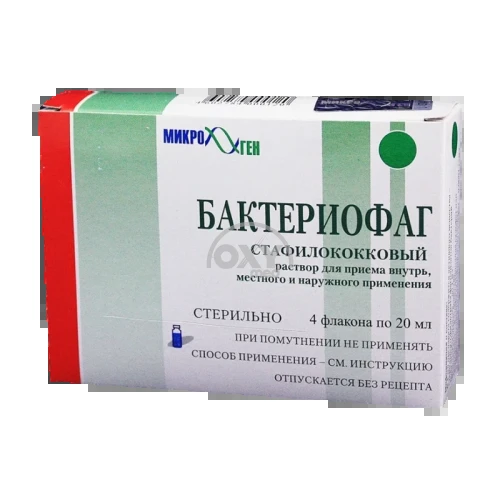 МИКРОГЕН
БАКТЕРИОФАГ
СТАФИЛОКОККОВЫЙ
раствор для приема внутрь,
местного и наружного применения
СТЕРИЛЬНО 4 флакона по 20 мл
ПРИ ПОМУТНЕНИИ НЕ ПРИМЕНЯТЬ
СПОСОБ ПРИМЕНЕНИЯ – СМ. ИНСТРУКЦИЮ
ОТПУСКАЕТСЯ БЕЗ РЕЦЕПТА